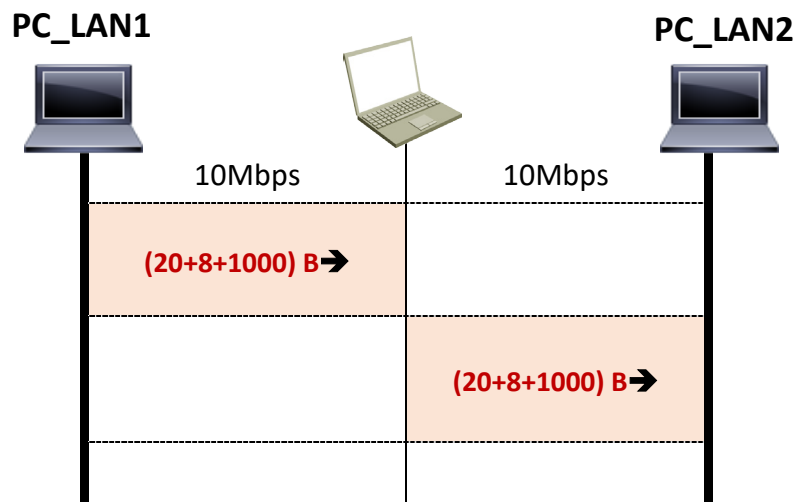 PC_LAN1
PC_LAN2
10Mbps
10Mbps
(20+8+1000) B➔
(20+8+1000) B➔